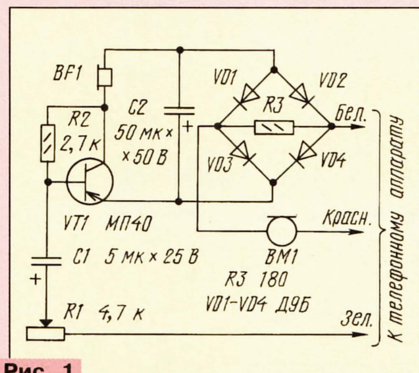 BF1
VD1
VD2
R2
2,7 к
C2
50 мк×
×50 В
R3
Бел.
VD3
VD4
VT1 МП40
Красн.
C1 5 мк × 25 В
BM1
R3 180
VD1-VD4 Д9Б
R1 4,7 к
Зел.
К телефонному аппарату
Рис. 1